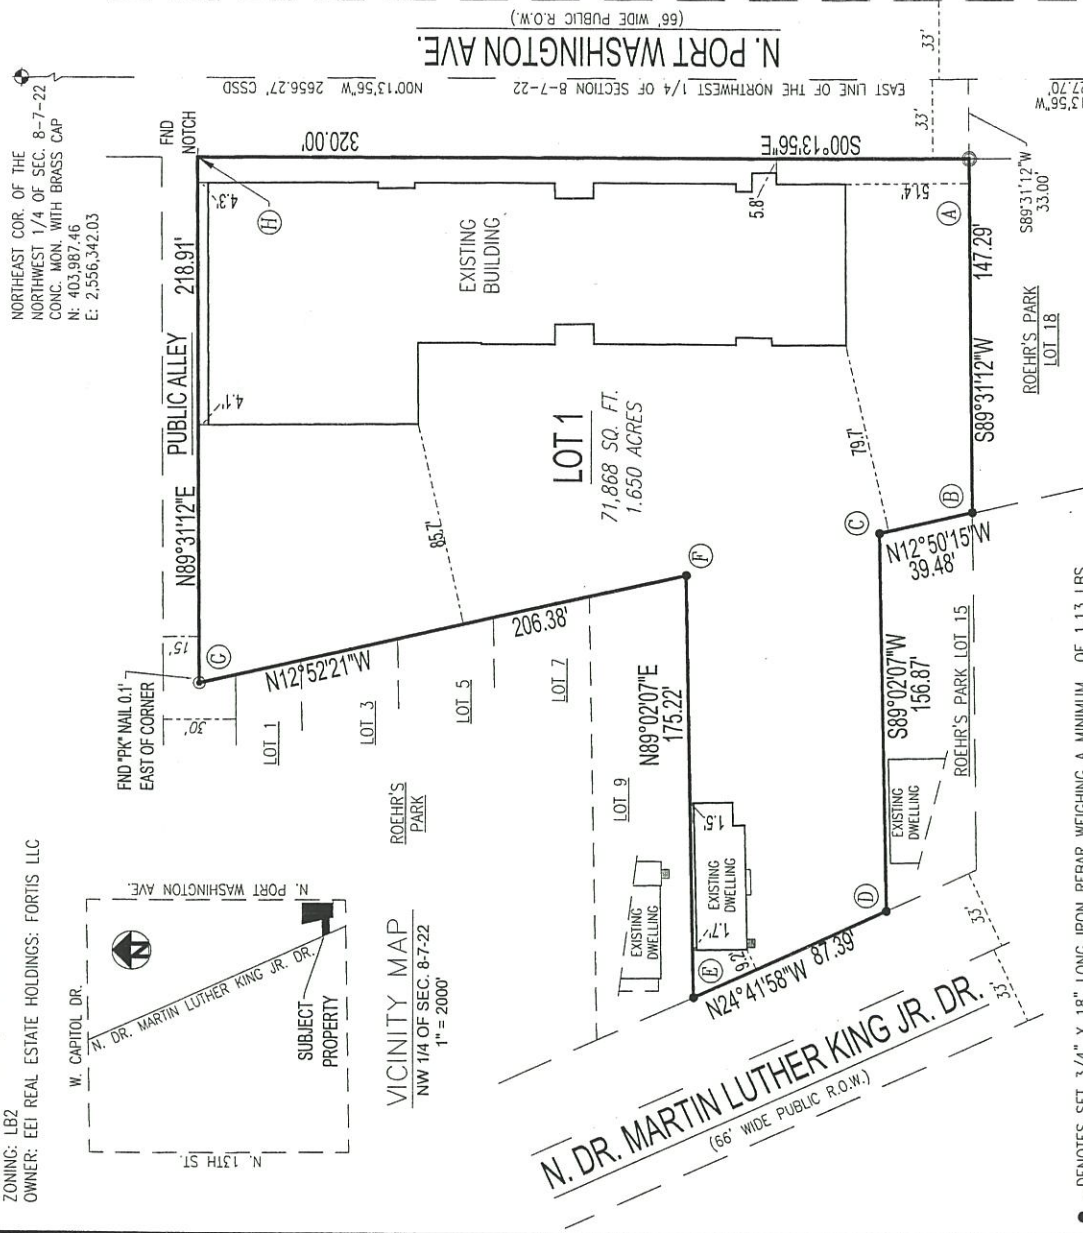 N. PORT WASHINGTON AVE.
(66' WIDE PUBLIC R.O.W.)
NORTHEAST COR. OF THE
NORTHWEST 1/4 OF SEC. 8-7-22
CONC. MON. WITH BRASS CAP
N: 403,987.46
E: 2,556,342.03
N00°13'56"W 2656.27' CSSD
EAST LINE OF THE NORTHWEST 1/4 OF SECTION 8-7-22
33'
33'
13'56"W
27.70'
FND
NOTCH
320.00'
S00°13'56"E
S89°31'12"W
33.00'
4.3'
H
5.8'
51.4'
A
218.91'
PUBLIC ALLEY
N89°31'12"E
EXISTING
BUILDING
147.29'
S89°31'12"W
ROEHR'S PARK
LOT 18
4.1'
LOT 1
71,868 SQ. FT.
1.650 ACRES
85.7'
79.7'
B
C
N12°50'15"W
39.48'
F
15'
G
FND "PK" NAIL 0.1'
EAST OF CORNER
30'
N12°52'21"W
206.38'
LOT 1
LOT 3
LOT 5
LOT 7
LOT 9
ROEHR'S
PARK
N89°02'07"E
175.22'
S89°02'07"W
156.87'
ROEHR'S PARK LOT 15
EXISTING
DWELLING
EXISTING
DWELLING
EXISTING
DWELLING
1.5'
1.7'
9.2'
D
E
N24°41'58"W 87.39'
33'
33'
N. DR. MARTIN LUTHER KING JR. DR.
(66' WIDE PUBLIC R.O.W.)
ZONING: LB2
OWNER: EEI REAL ESTATE HOLDINGS: FORTIS LLC
W. CAPITOL DR.
N. PORT WASHINGTON AVE.
N
N. DR. MARTIN LUTHER KING JR. DR.
SUBJECT
PROPERTY
N. 13TH ST.
VICINITY MAP
NW 1/4 OF SEC. 8-7-22
1" = 2000'
DENOTES SET 3/4" X 18" LONG IRON REBAR WEIGHING A MINIMUM OF 1.13 LBS